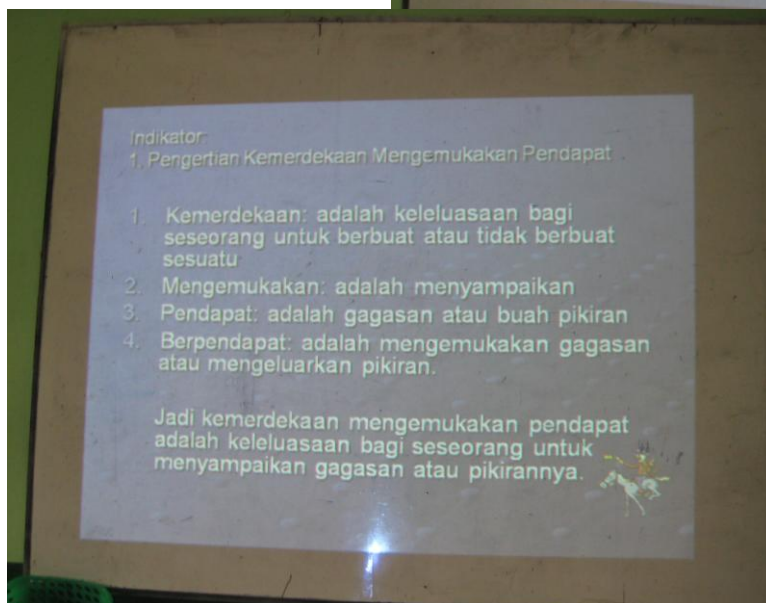 Indikator:
1. Pengertian Kemerdekaan Mengemukakan Pendapat
1. Kemerdekaan: adalah keleluasaan bagi
seseorang untuk berbuat atau tidak berbuat
sesuatu
2. Mengemukakan: adalah menyampaikan
3. Pendapat: adalah gagasan atau buah pikiran
4. Berpendapat: adalah mengemukakan gagasan
atau mengeluarkan pikiran.
Jadi kemerdekaan mengemukakan pendapat
adalah keleluasaan bagi seseorang untuk
menyampaikan gagasan atau pikirannya.